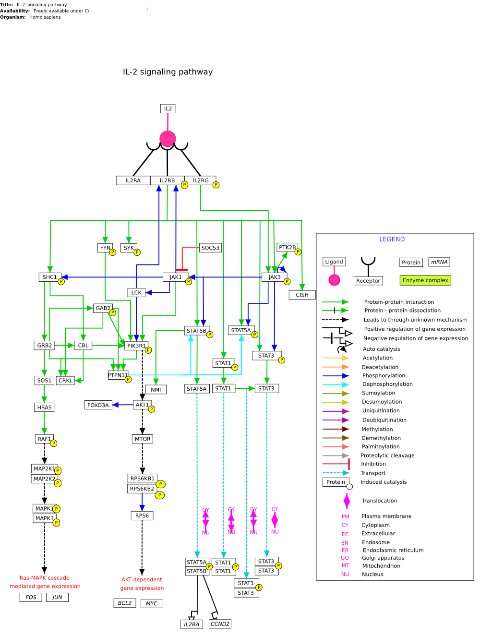 Title: IL-2 signaling pathway
Availability: Freely available under CC
Organism: Homo sapiens
IL-2 signaling pathway
IL2
IL2RA
IL2RB
IL2RG
P
P
FYN
P
SYK
P
SOCS3
PTK2B
P
SHC1
P
JAK1
P
JAK3
P
LCK
CISH
GAB2
P
STAT5B
P
STAT5A
P
GRB2
CBL
PIK3R1
P
STAT3
P
STAT1
P
PTPN11
P
SOS1
CRKL
NMI
STAT5A
STAT1
STAT3
HRAS
FOXO3A
AKT1
P
RAF1
P
MTOR
MAP2K1
P
MAP2K2
P
RPS6KB1
P
RPS6KB2
P
MAPK3
P
MAPK1
P
RPS6
CY
NU
CY
NU
CY
NU
CY
NU
STAT5A
P
STAT5B
P
STAT1
P
STAT1
P
STAT3
P
STAT3
P
STAT1
P
STAT3
P
Ras-MAPK cascade
mediated gene expression
FOS
JUN
AKT dependent
gene expression
BCL2
MYC
IL2RA
CCND2
LEGEND
Ligand
Receptor
Protein
mRNA
Enzyme complex
Protein-protein interaction
Protein - protein dissociation
Leads to through unknown mechanism
Positive regulation of gene expression
Negative regulation of gene expression
Auto catalysis
Acetylation
Deacetylation
Phosphorylation
Dephosphorylation
Sumoylation
Desumoylation
Ubiquitination
Deubiquitination
Methylation
Demethylation
Palmitoylation
Proteolytic cleavage
Inhibition
Transport
Protein
Induced catalysis
Translocation
PM Plasma membrane
CY Cytoplasm
EC Extracellular
EN Endosome
ER Endoplasmic reticulum
GO Golgi apparatus
MT Mitochondrion
NU Nucleus